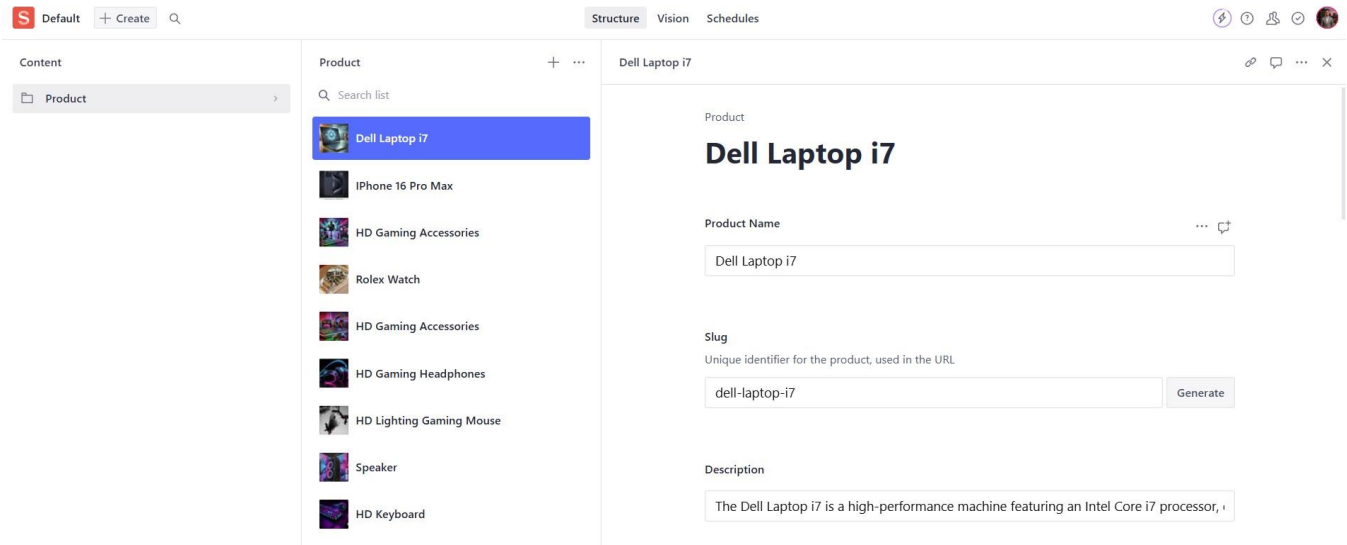 S Default + Create Structure Vision Schedules
Content
Product
Product
Search list
Dell Laptop i7
IPhone 16 Pro Max
HD Gaming Accessories
Rolex Watch
HD Gaming Accessories
HD Gaming Headphones
HD Lighting Gaming Mouse
Speaker
HD Keyboard
Dell Laptop i7
Product
Dell Laptop i7
Product Name
Dell Laptop i7
Slug
Unique identifier for the product, used in the URL
dell-laptop-i7 Generate
Description
The Dell Laptop i7 is a high-performance machine featuring an Intel Core i7 processor,